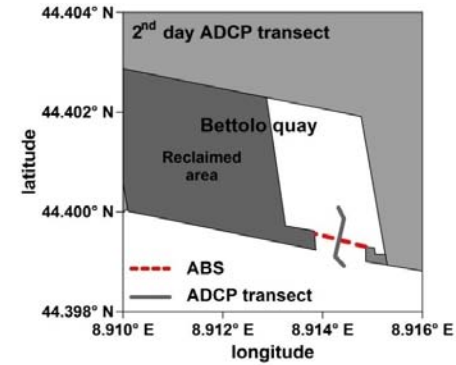 44.404° N
2nd day ADCP transect
44.402° N
Bettolo quay
Reclaimed
area
latitude
44.400° N
ABS
ADCP transect
44.398° N
8.910° E 8.912° E 8.914° E 8.916° E
longitude